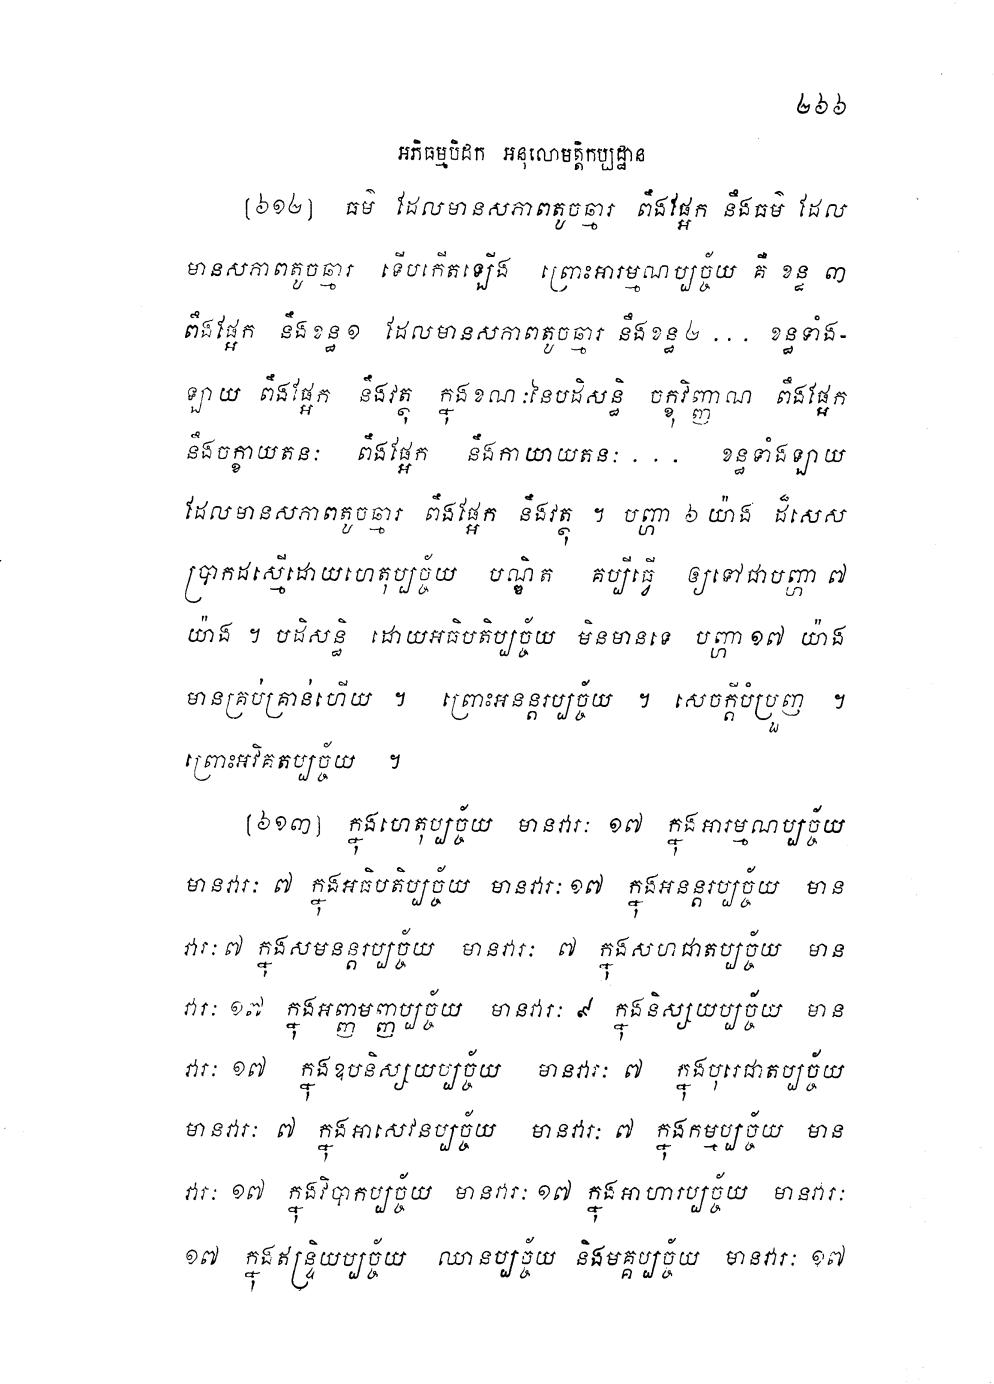 ២៦៦
អភិធម្មបិដក អនុលោមត្តិកប្បដ្ឋាន
[៦១២] ធម៌ ដែលមានសភាពតូចឆ្មារ ពឹងផ្អែក នឹងធម៌ ដែល
មានសភាពតូចឆ្មារ ទើបកើតឡើង ព្រោះអារម្មណប្បច្ច័យ គឺ ខន្ធ ៣
ពឹងផ្អែក នឹងខន្ធ១ ដែលមានសភាពតូចឆ្មារ នឹងខន្ធ២ ... ខន្ធទាំង-
ឡាយ ពឹងផ្អែក នឹងវត្ថុ ក្នុងខណៈនៃបដិសន្ធិ ចក្ខុវិញ្ញាណ ពឹងផ្អែក
នឹងចក្ខាយតនៈ ពឹងផ្អែក នឹងកាយាយតនៈ ... ខន្ធទាំងឡាយ
ដែលមានសភាពតូចឆ្មារ ពឹងផ្អែក នឹងវត្ថុ ។ បញ្ហា ៦ យ៉ាង ដ៏សេស
ប្រាកដស្មើដោយហេតុប្បច្ច័យ បណ្ឌិត គប្បីធ្វើ ឲ្យទៅជាបញ្ហា ៧
យ៉ាង ។ បដិសន្ធិ ដោយអធិបតិប្បច្ច័យ មិនមានទេ បញ្ហា ១៧ យ៉ាង
មានគ្រប់គ្រាន់ហើយ ។ ព្រោះអនន្តរប្បច្ច័យ ។ សេចក្តីបំប្រួញ ។
ព្រោះអវិគតប្បច្ច័យ ។
[៦១៣] ក្នុងហេតុប្បច្ច័យ មានវារៈ ១៧ ក្នុងអារម្មណប្បច្ច័យ
មានវារៈ ៧ ក្នុងអធិបតិប្បច្ច័យ មានវារៈ ១៧ ក្នុងអនន្តរប្បច្ច័យ មាន
វារៈ ៧ ក្នុងសមនន្តរប្បច្ច័យ មានវារៈ ៧ ក្នុងសហជាតប្បច្ច័យ មាន
វារៈ ១៧ ក្នុងអញ្ញមញ្ញប្បច្ច័យ មានវារៈ ៩ ក្នុងនិស្សយប្បច្ច័យ មាន
វារៈ ១៧ ក្នុងឧបនិស្សយប្បច្ច័យ មានវារៈ ៧ ក្នុងបុរេជាតប្បច្ច័យ
មានវារៈ ៧ ក្នុងអាសេវនប្បច្ច័យ មានវារៈ ៧ ក្នុងកម្មប្បច្ច័យ មាន
វារៈ ១៧ ក្នុងវិបាកប្បច្ច័យ មានវារៈ ១៧ ក្នុងអាហារប្បច្ច័យ មានវារៈ
១៧ ក្នុងឥន្ទ្រិយប្បច្ច័យ ឈានប្បច្ច័យ និងមគ្គប្បច្ច័យ មានវារៈ ១៧